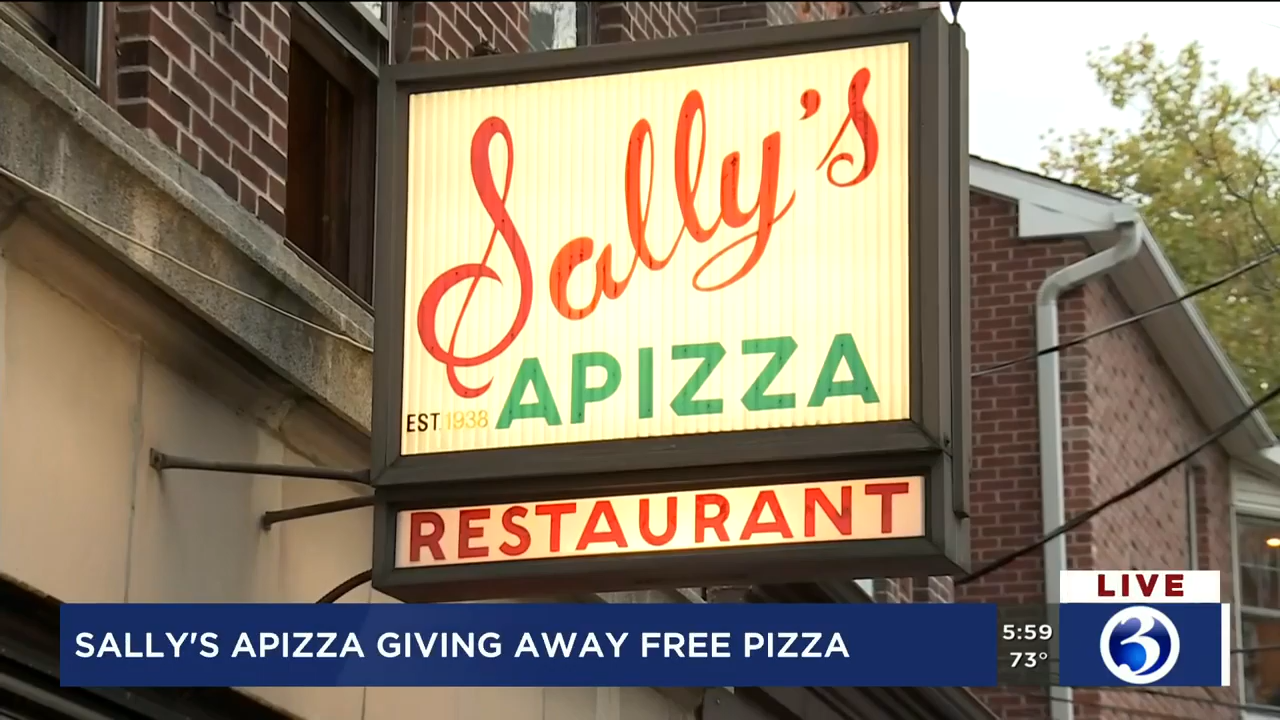 Sally's
APIZZA
EST. 1938
RESTAURANT
LIVE
SALLY'S APIZZA GIVING AWAY FREE PIZZA
5:59
73°
3